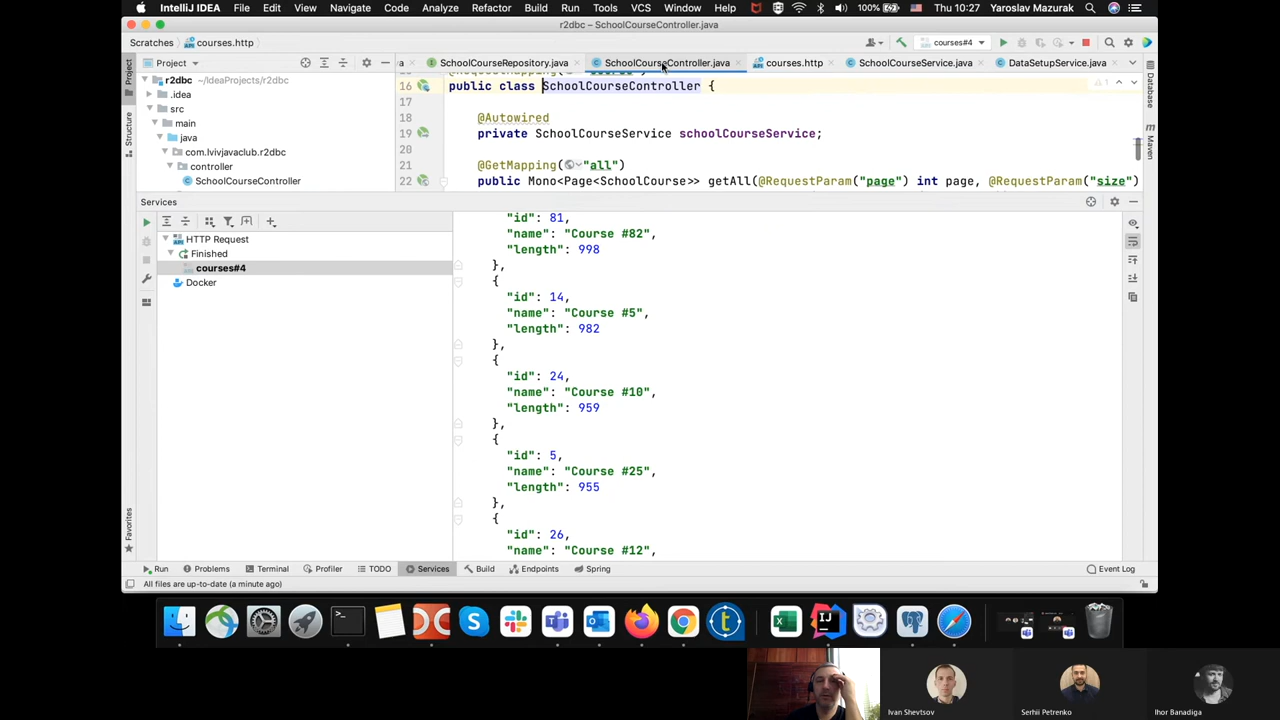 IntelliJ IDEA File Edit View Navigate Code Analyze Refactor Build Run Tools VCS Window Help 100% Thu 10:27 Yaroslav Mazurak
r2dbc – SchoolCourseController.java
Scratches courses.http courses#4
Project SchoolCourseRepository.java SchoolCourseController.java courses.http SchoolCourseService.java DataSetupService.java
r2dbc ~/IdeaProjects/r2dbc
.idea
src
main
java
com.lvivjavaclub.r2dbc
controller
SchoolCourseController
16 public class SchoolCourseController {
17
18 @Autowired
19 private SchoolCourseService schoolCourseService;
20
21 @GetMapping("all")
22 public Mono<Page<SchoolCourse>> getAll(@RequestParam("page") int page, @RequestParam("size")
Project
Structure
Favorites
Database
Maven
1
Services
HTTP Request
Finished
courses#4
Docker
"id": 81,
"name": "Course #82",
"length": 998
},
{
"id": 14,
"name": "Course #5",
"length": 982
},
{
"id": 24,
"name": "Course #10",
"length": 959
},
{
"id": 5,
"name": "Course #25",
"length": 955
},
{
"id": 26,
"name": "Course #12",
Run Problems Terminal Profiler TODO Services Build Endpoints Spring Event Log
All files are up-to-date (a minute ago)
Ivan Shevtsov
Serhii Petrenko
Ihor Banadiga